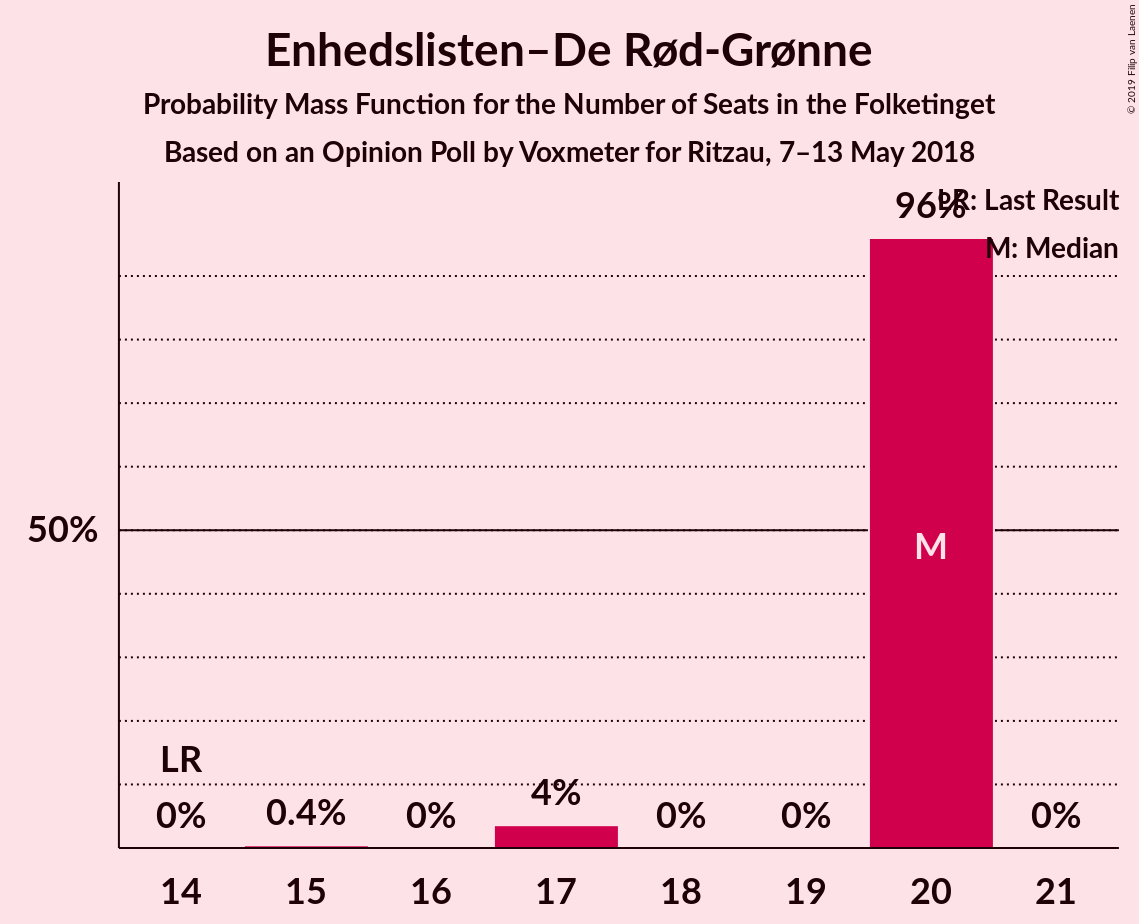 Enhedslisten–De Rød-Grønne
Probability Mass Function for the Number of Seats in the Folketinget
Based on an Opinion Poll by Voxmeter for Ritzau, 7–13 May 2018
© 2019 Filip van Laenen
LR: Last Result
M: Median
96%
50%
M
LR
0%
0.4%
0%
4%
0%
0%
0%
14 15 16 17 18 19 20 21